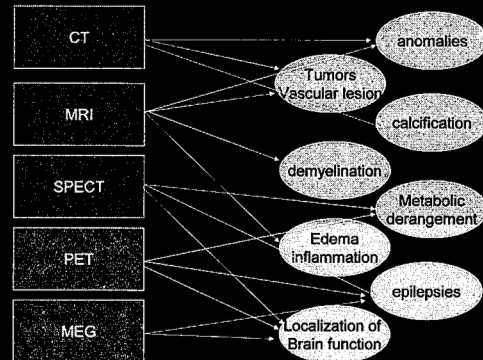 CT
MRI
SPECT
PET
MEG
anomalies
Tumors
Vascular lesion
calcification
demyelination
Metabolic
derangement
Edema
inflammation
epilepsies
Localization of
Brain function